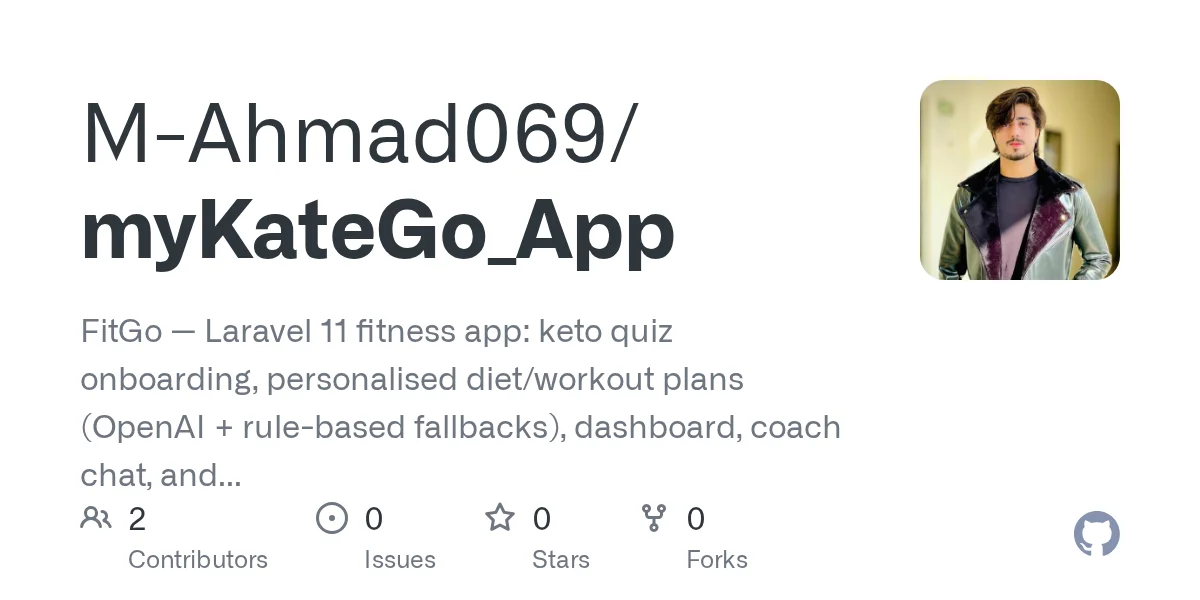 M-Ahmad069/
myKateGo_App
FitGo — Laravel 11 fitness app: keto quiz
onboarding, personalised diet/workout plans
(OpenAI + rule-based fallbacks), dashboard, coach
chat, and...
2 0 0 0
Contributors Issues Stars Forks